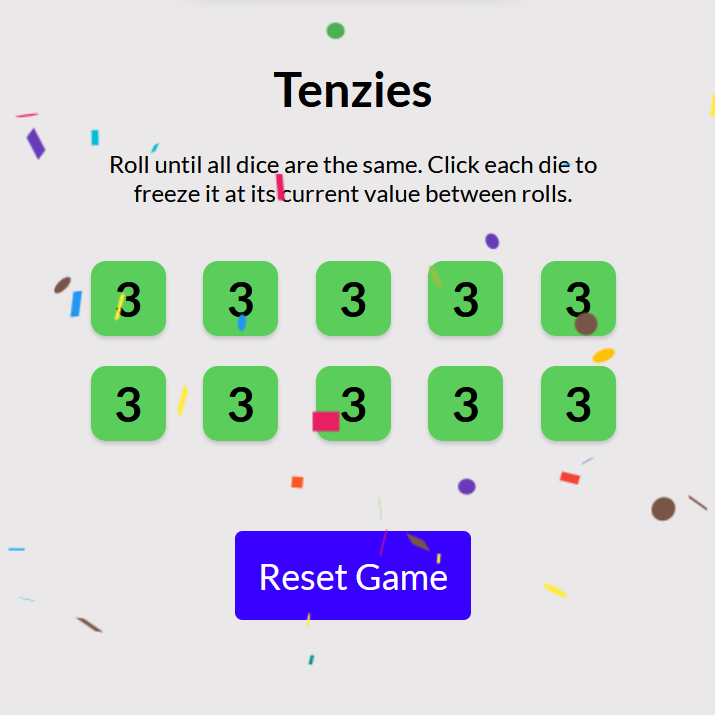 Tenzies
Roll until all dice are the same. Click each die to
freeze it at its current value between rolls.
3 3 3 3 3
3 3 3 3 3
Reset Game